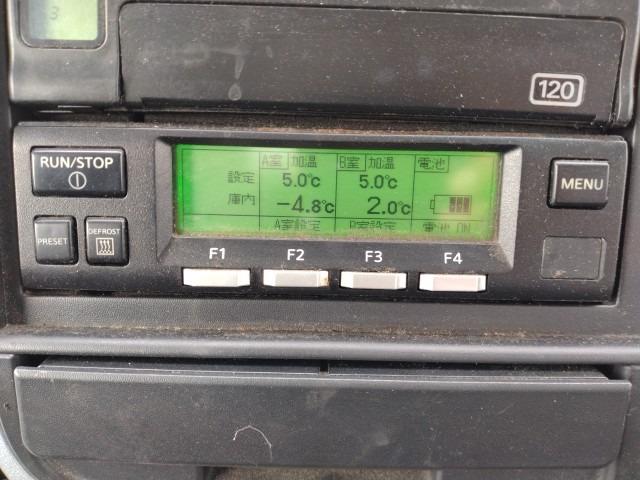 3
120
RUN/STOP
A室 加温 B室 加温 電池
設定 5.0℃ 5.0℃
庫内 -4.8℃ 2.0℃
A室設定 B室設定 電池 ON
MENU
PRESET
DEFROST
F1 F2 F3 F4